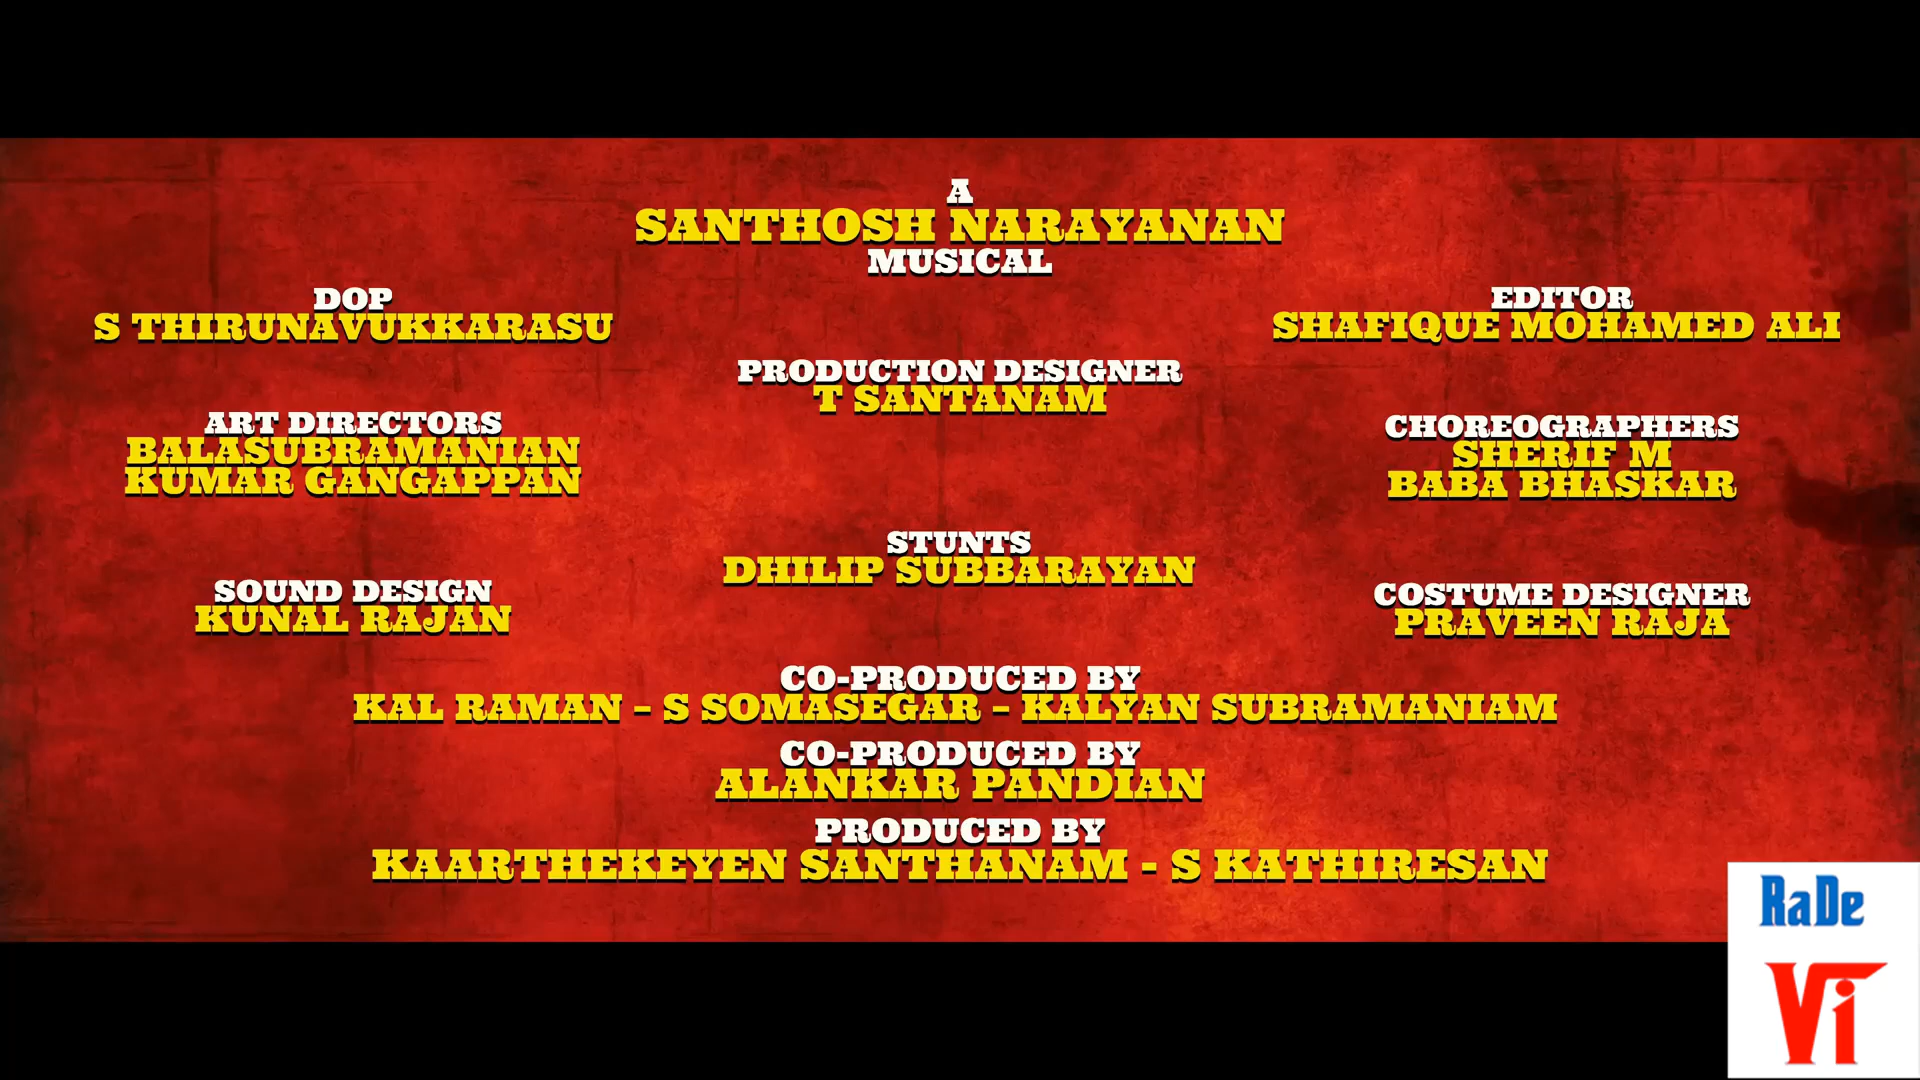 A
SANTHOSH NARAYANAN
MUSICAL
DOP
S THIRUNAVUKKARASU
EDITOR
SHAFIQUE MOHAMED ALI
PRODUCTION DESIGNER
T SANTANAM
ART DIRECTORS
BALASUBRAMANIAN
KUMAR GANGAPPAN
CHOREOGRAPHERS
SHERIF M
BABA BHASKAR
STUNTS
DHILIP SUBBARAYAN
SOUND DESIGN
KUNAL RAJAN
COSTUME DESIGNER
PRAVEEN RAJA
CO-PRODUCED BY
KAL RAMAN – S SOMASEGAR – KALYAN SUBRAMANIAM
CO-PRODUCED BY
ALANKAR PANDIAN
PRODUCED BY
KAARTHEKEYEN SANTHANAM - S KATHIRESAN
RaDe
Vi